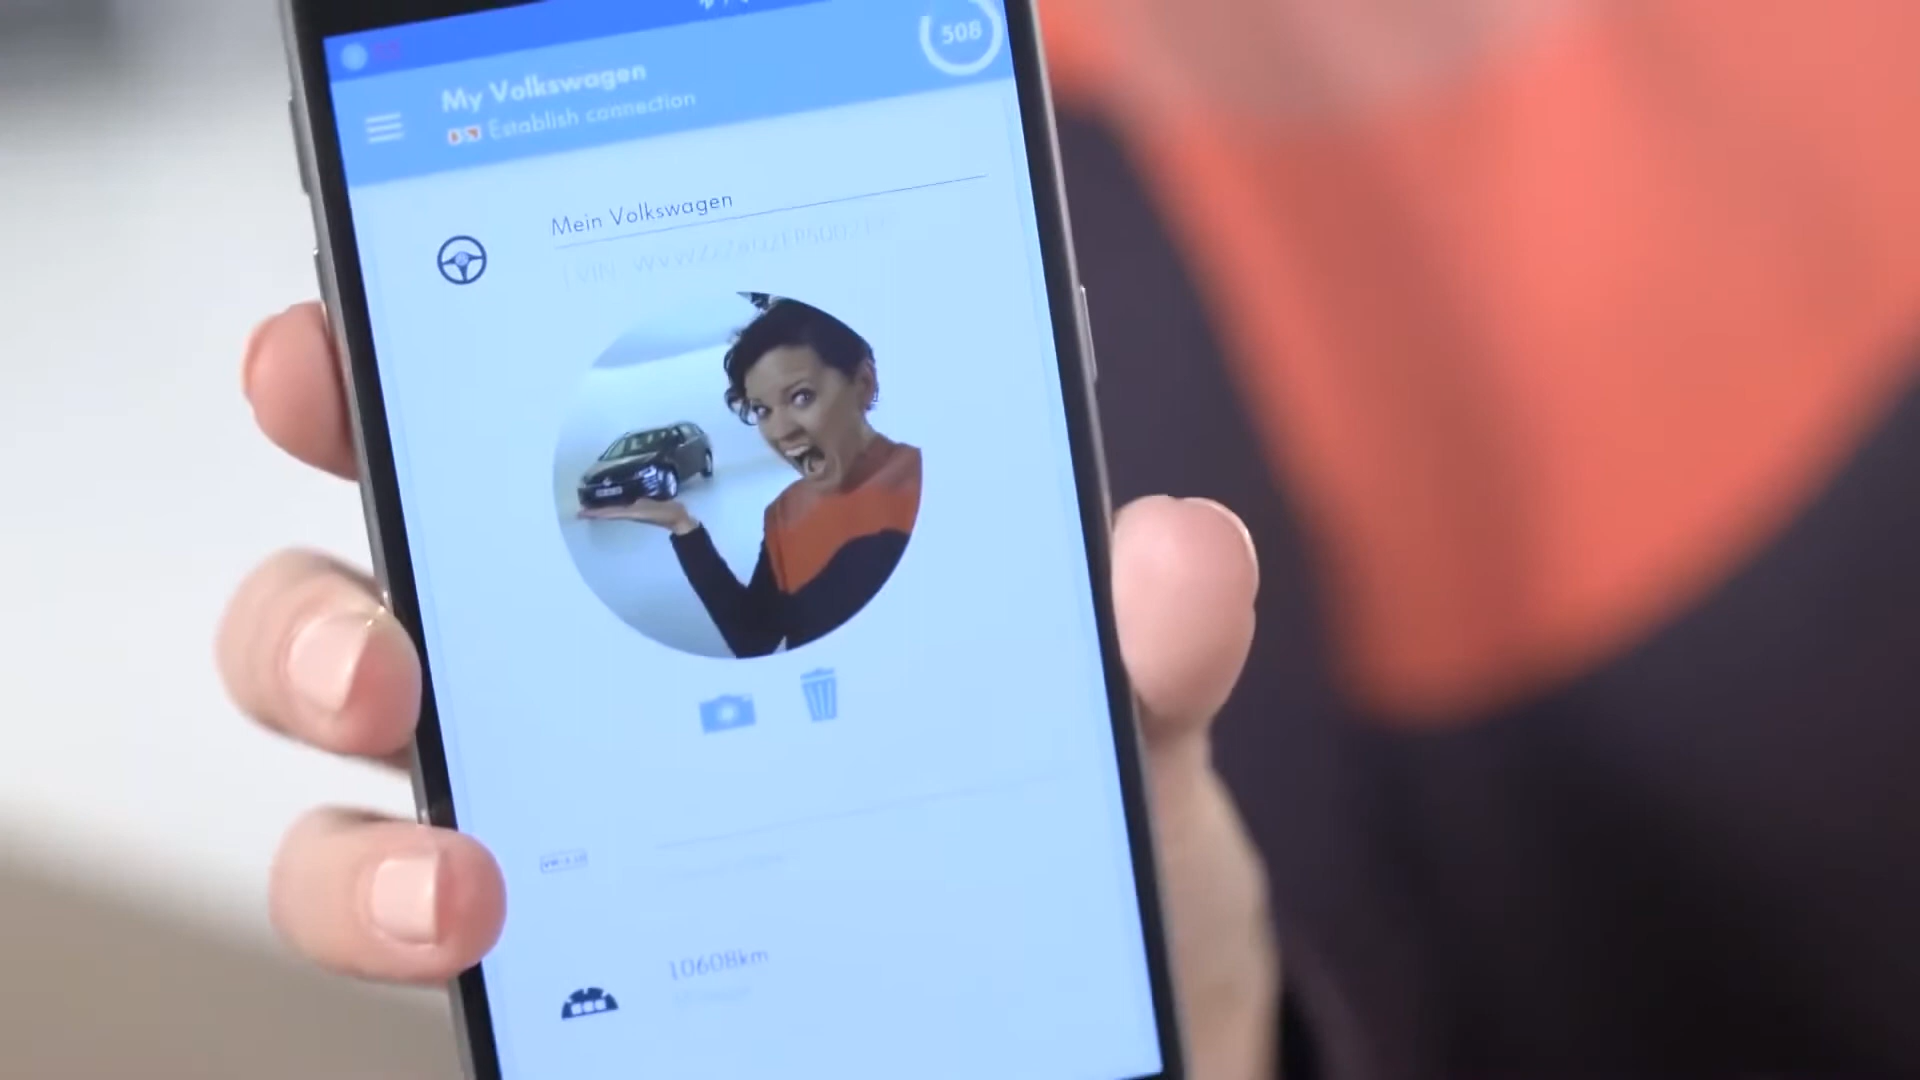 508
My Volkswagen
Establish connection
Mein Volkswagen
10608km